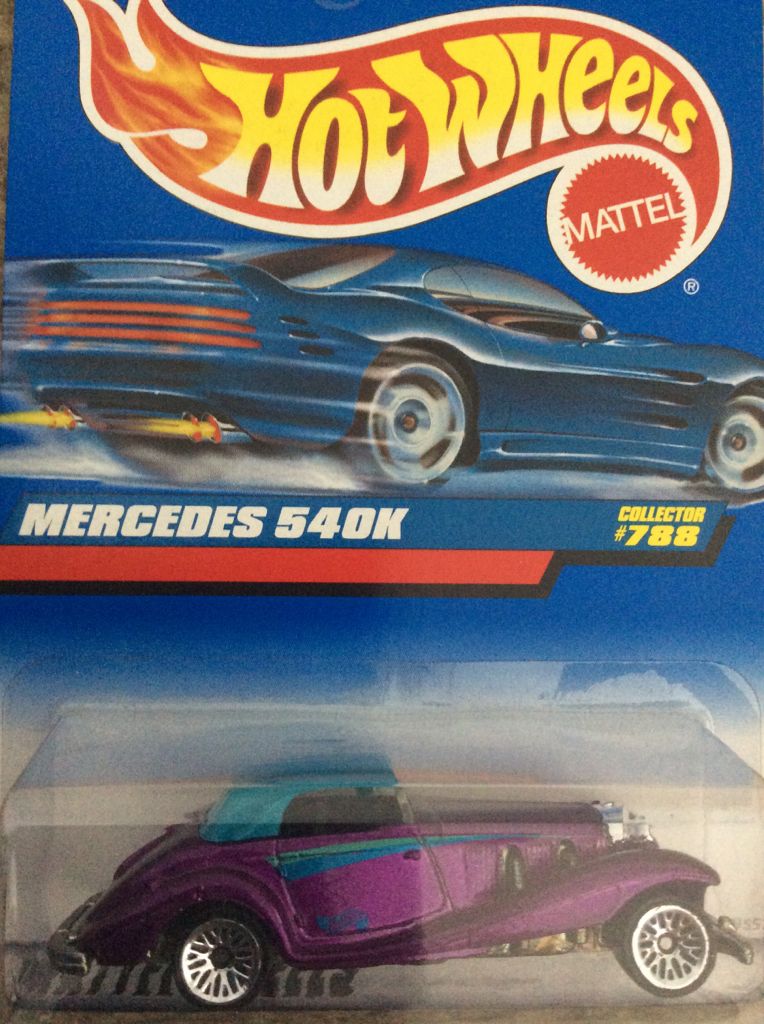 HOT WHEELS
MATTEL
®
MERCEDES 540K
COLLECTOR
#788